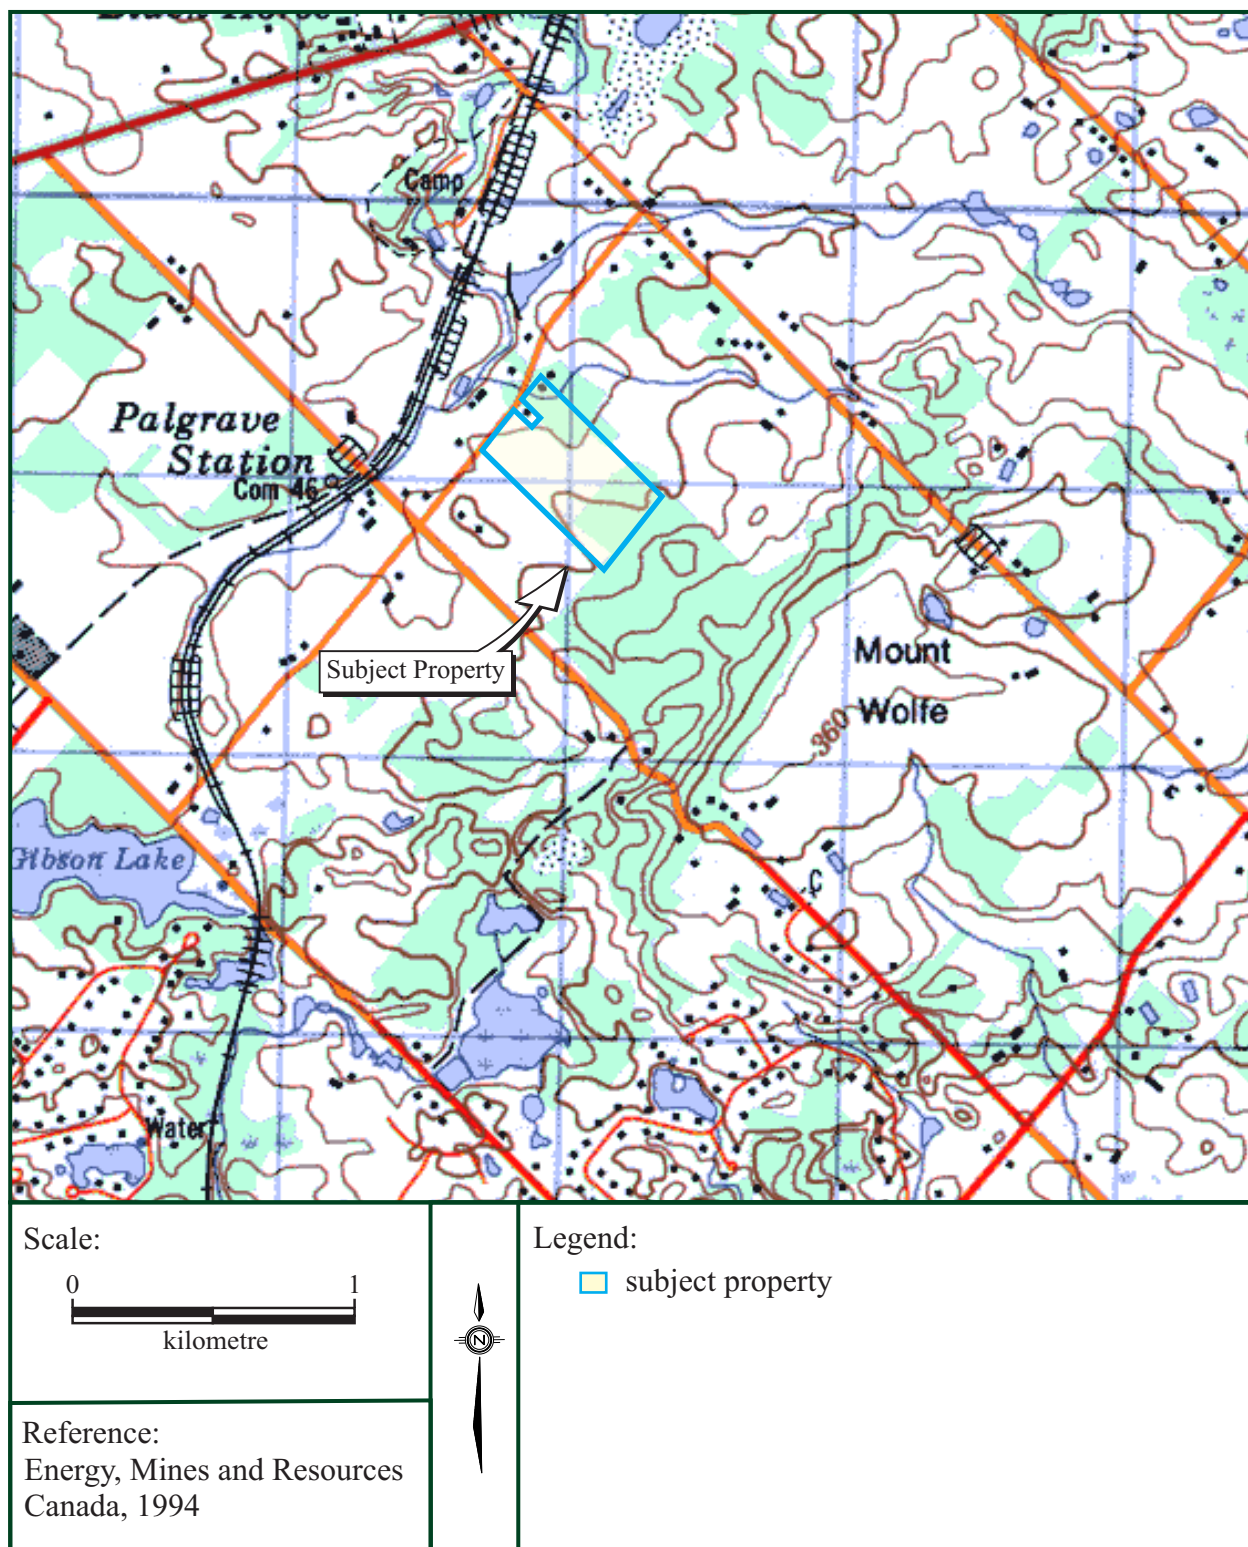 Camp
Palgrave
Station
Com 46
Subject Property
Mount
Wolfe
360
Gibson Lake
C
Water
Scale:
0 1
kilometre
N
Legend:
subject property
Reference:
Energy, Mines and Resources
Canada, 1994